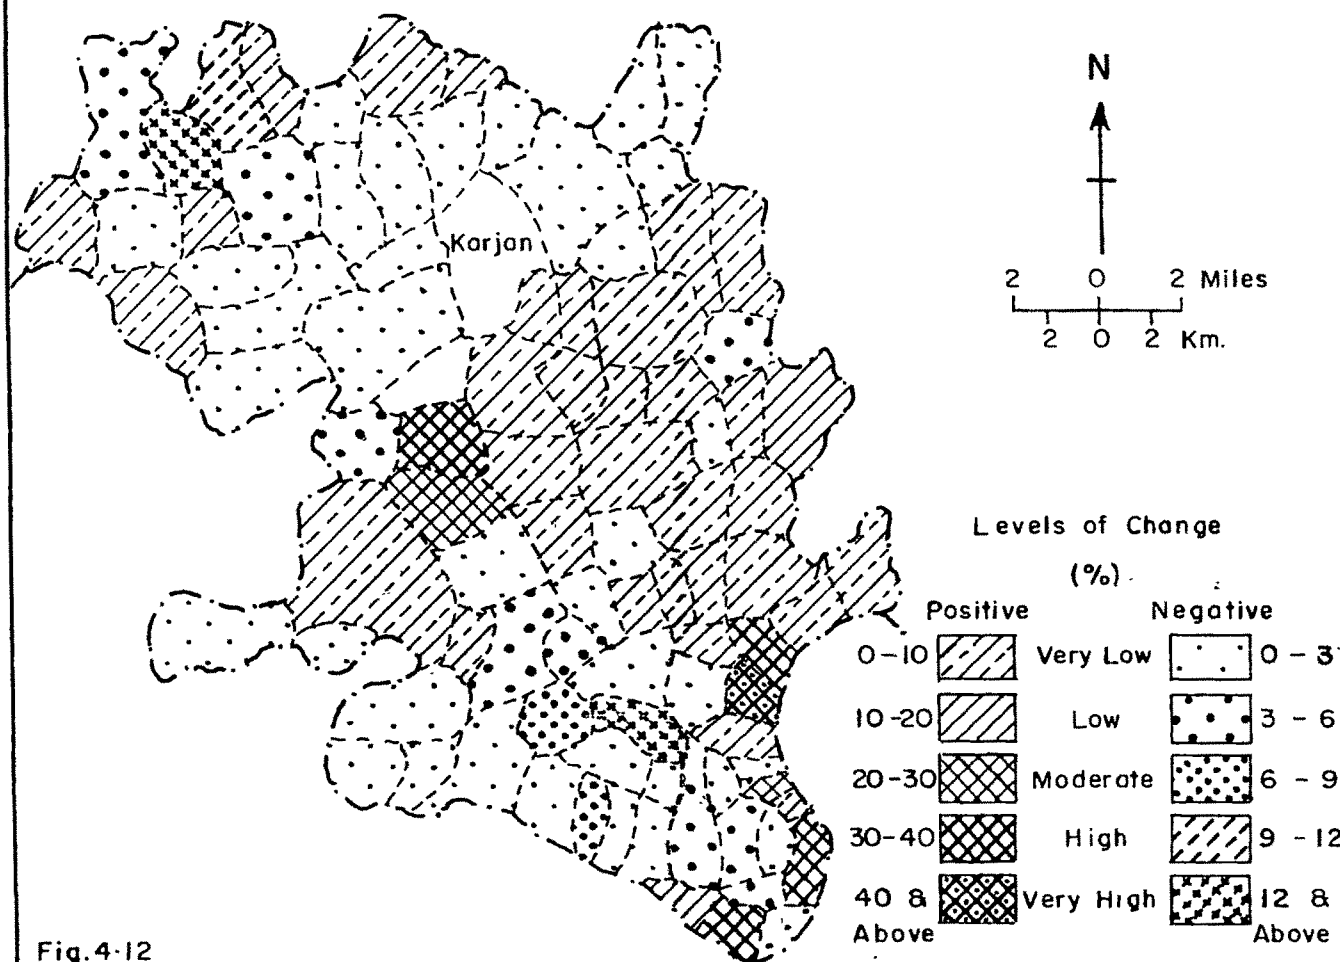 N
Karjan
2 0 2 Miles
2 0 2 Km.
Levels of Change
(%)
Positive Negative
0-10 Very Low 0 - 3
10-20 Low 3 - 6
20-30 Moderate 6 - 9
30-40 High 9 - 12
40 & Very High 12 &
Above Above
Fig.4.12